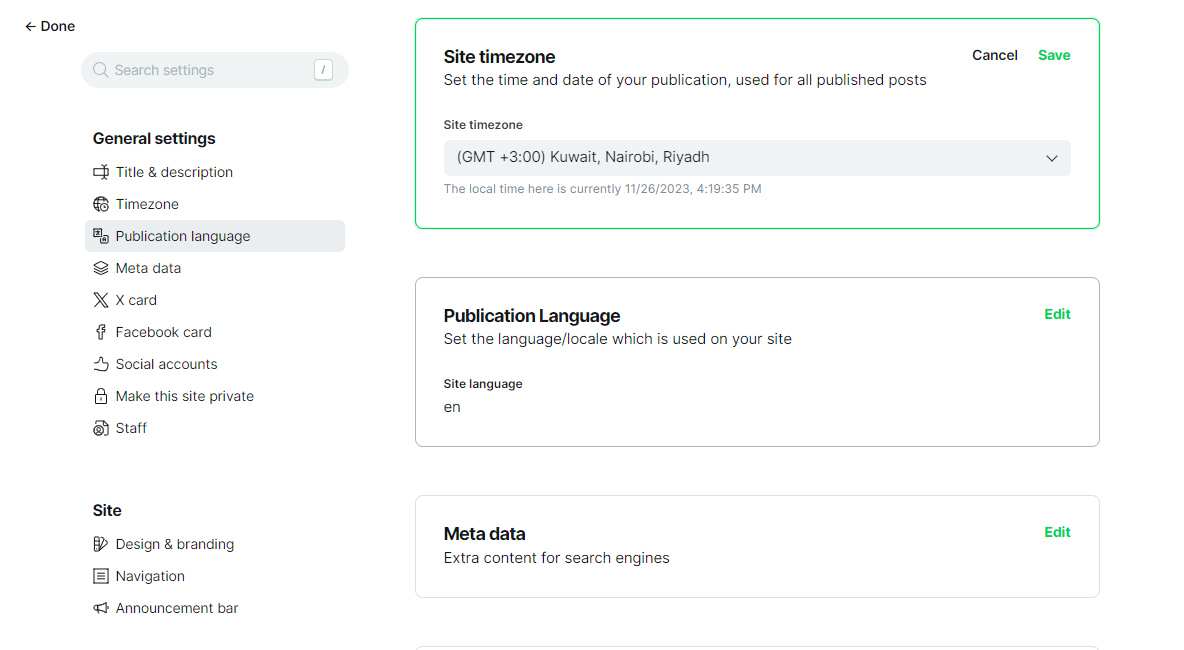 ← Done
Search settings /
General settings
Title & description
Timezone
Publication language
Meta data
X card
Facebook card
Social accounts
Make this site private
Staff
Site
Design & branding
Navigation
Announcement bar
Site timezone
Cancel Save
Set the time and date of your publication, used for all published posts
Site timezone
(GMT +3:00) Kuwait, Nairobi, Riyadh
The local time here is currently 11/26/2023, 4:19:35 PM
Publication Language
Edit
Set the language/locale which is used on your site
Site language
en
Meta data
Edit
Extra content for search engines